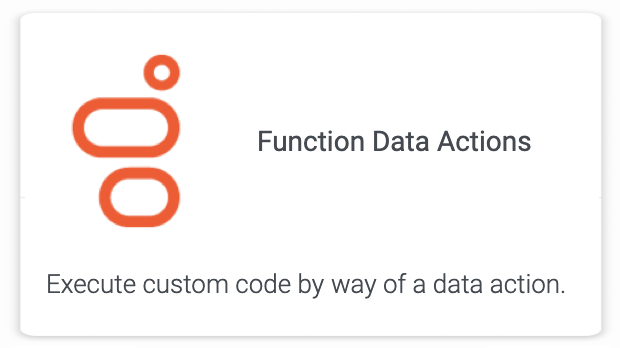 Function Data Actions
Execute custom code by way of a data action.